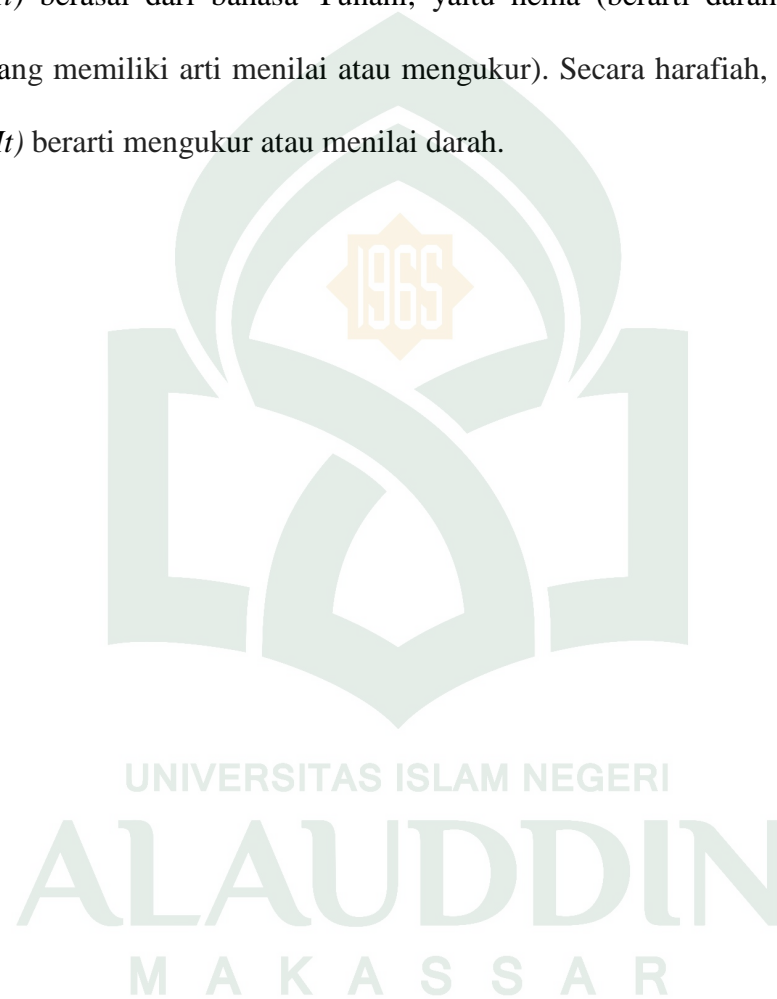 berasal dari bahasa Yunani, yaitu hema (berarti darah
ang memiliki arti menilai atau mengukur). Secara harafiah,
It) berarti mengukur atau menilai darah.
1965
UNIVERSITAS ISLAM NEGERI
ALAUDDIN
MAKASSAR